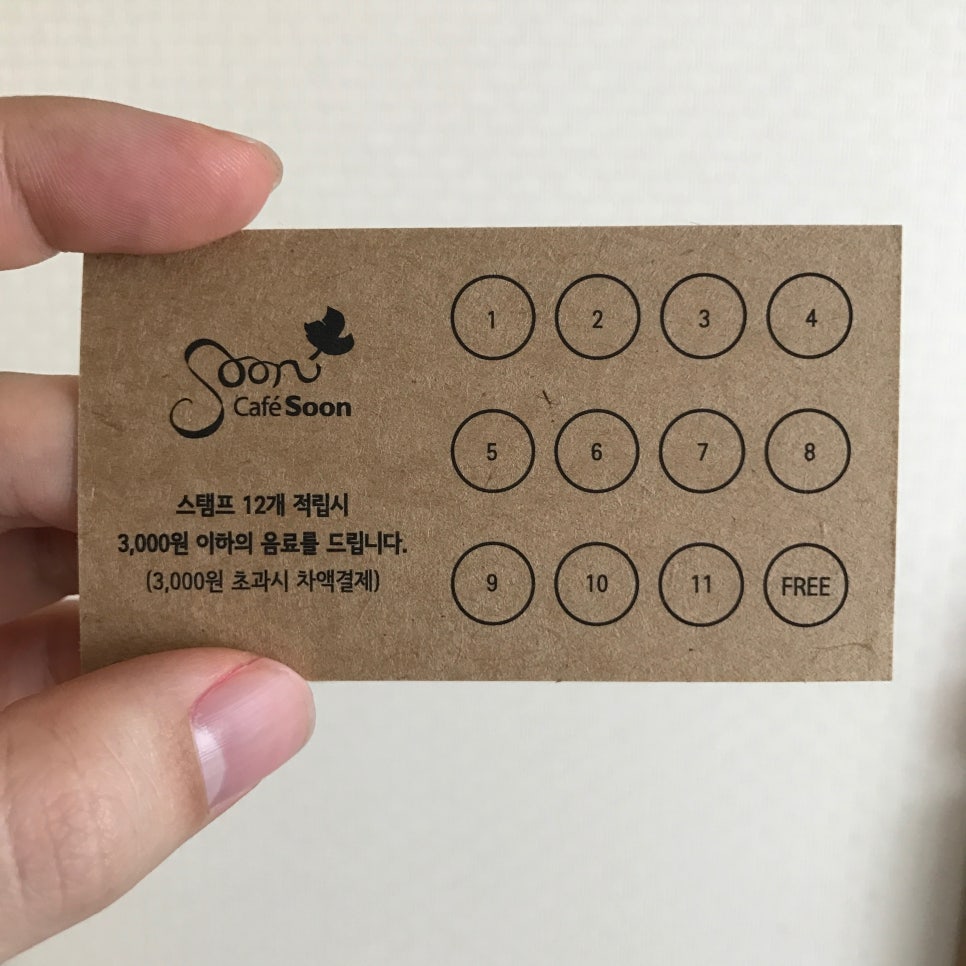 Soon
Café Soon
스탬프 12개 적립시
3,000원 이하의 음료를 드립니다.
(3,000원 초과시 차액결제)
1 2 3 4
5 6 7 8
9 10 11 FREE